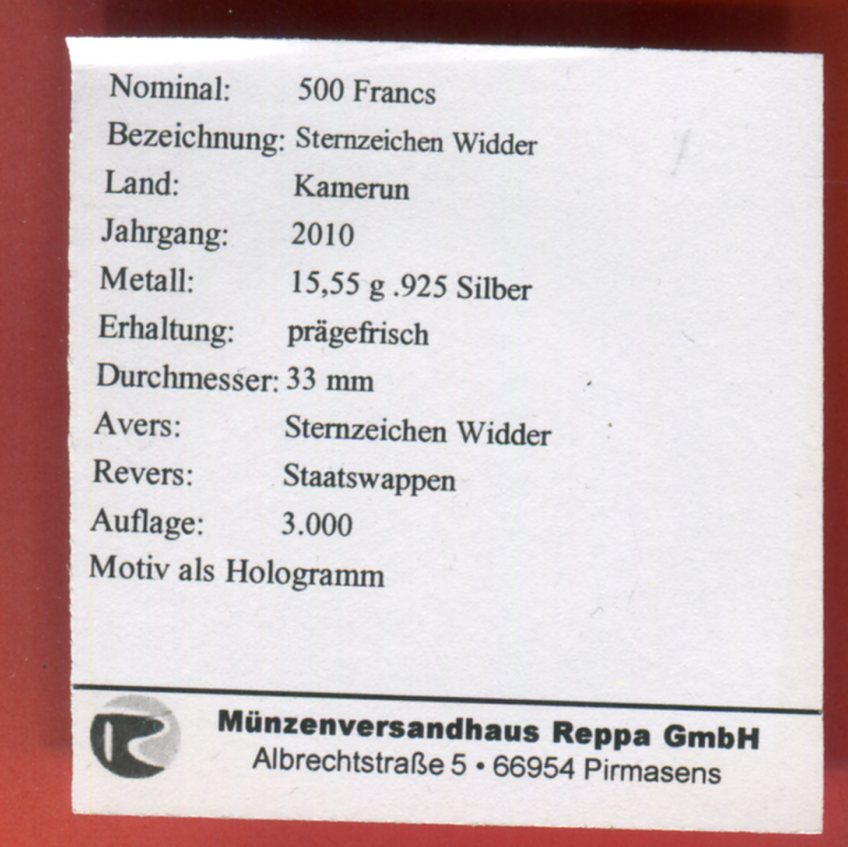 Nominal: 500 Francs
Bezeichnung: Sternzeichen Widder
Land: Kamerun
Jahrgang: 2010
Metall: 15,55 g .925 Silber
Erhaltung: prägefrisch
Durchmesser: 33 mm
Avers: Sternzeichen Widder
Revers: Staatswappen
Auflage: 3.000
Motiv als Hologramm
Münzenversandhaus Reppa GmbH
Albrechtstraße 5 • 66954 Pirmasens